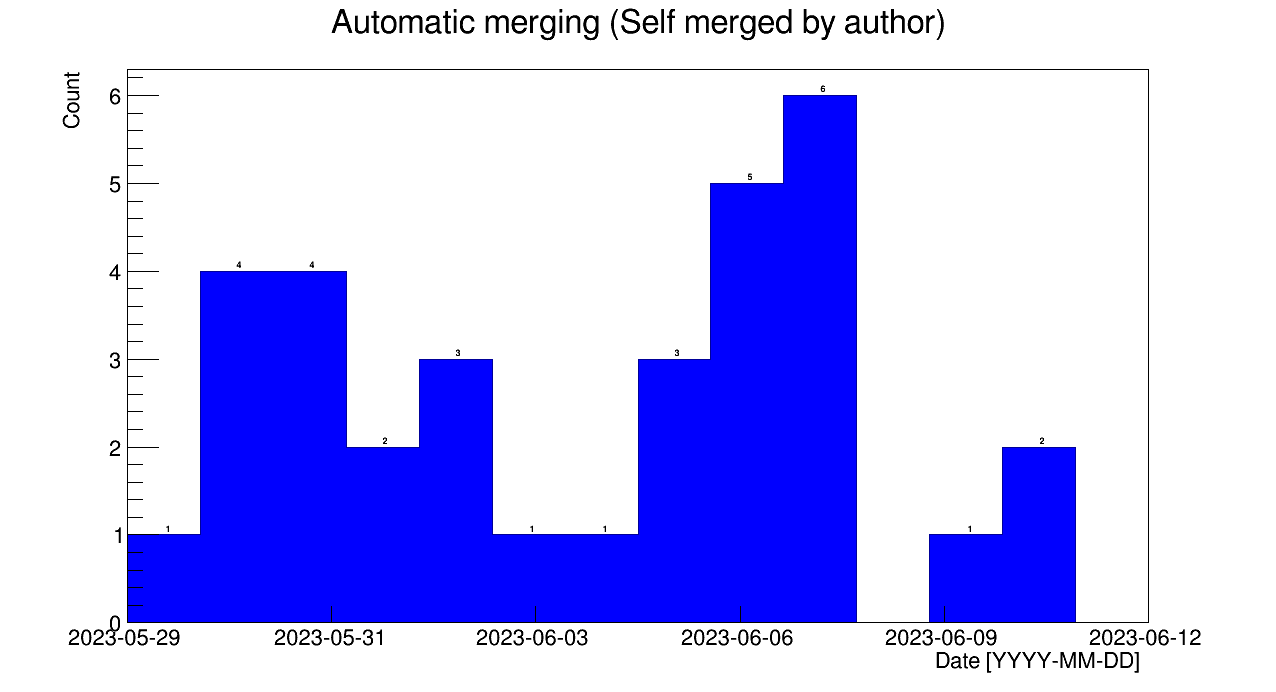 Automatic merging (Self merged by author)
Count
6
5
4
3
2
1
0
6
5
4 4
3 3
2 2
1 1 1 1
2023-05-29 2023-05-31 2023-06-03 2023-06-06 2023-06-09 2023-06-12
Date [YYYY-MM-DD]